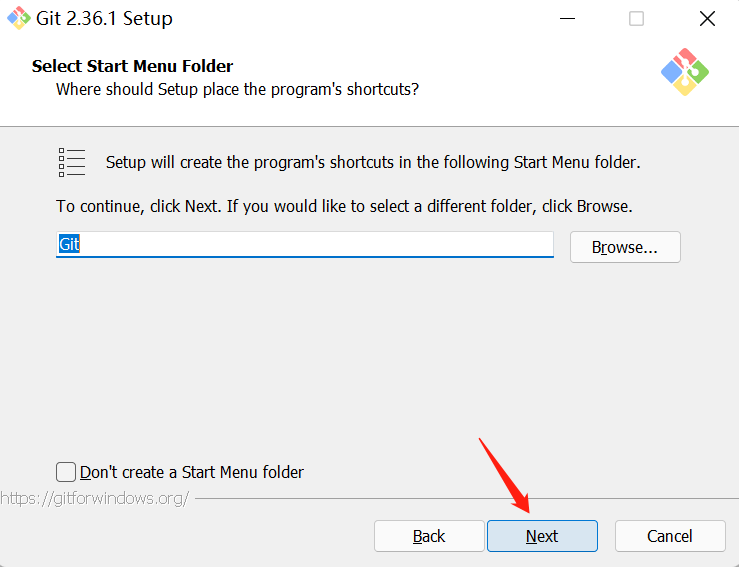 Git 2.36.1 Setup
Select Start Menu Folder
Where should Setup place the program's shortcuts?
Setup will create the program's shortcuts in the following Start Menu folder.
To continue, click Next. If you would like to select a different folder, click Browse.
Git
Browse...
Don't create a Start Menu folder
https://gitforwindows.org/
Back
Next
Cancel